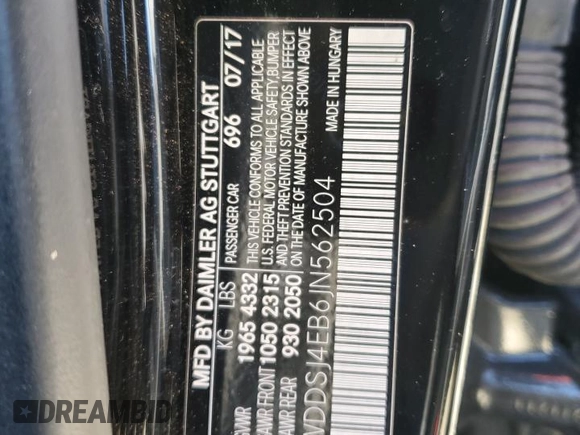 MFD BY DAIMLER AG STUTTGART
KG LBS PASSENGER CAR 696 07/17
GVWR 1965 4332
GAWR FRONT 1050 2315
GAWR REAR 930 2050
THIS VEHICLE CONFORMS TO ALL APPLICABLE
U.S. FEDERAL MOTOR VEHICLE SAFETY, BUMPER
AND THEFT PREVENTION STANDARDS IN EFFECT
ON THE DATE OF MANUFACTURE SHOWN ABOVE
MADE IN HUNGARY
WDDSJ4EB6JN562504
DREAMBID